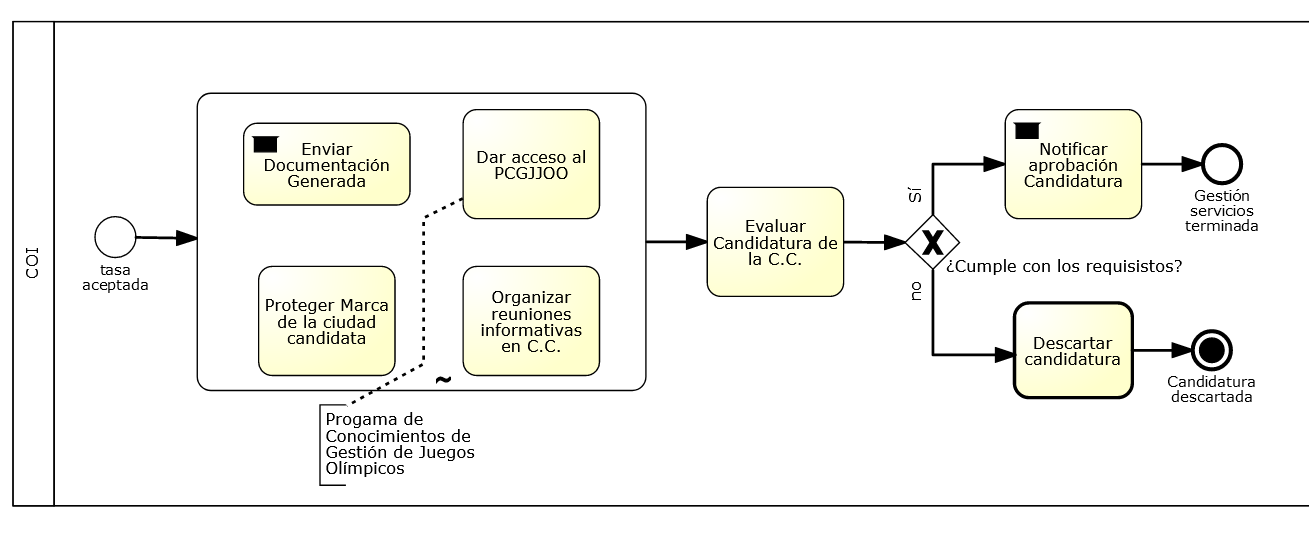 COI
tasa
aceptada
Enviar
Documentación
Generada
Dar acceso al
PCGJJOO
Proteger Marca
de la ciudad
candidata
Organizar
reuniones
informativas
en C.C.
~
Progama de
Conocimientos de
Gestión de Juegos
Olímpicos
Evaluar
Candidatura de
la C.C.
X
¿Cumple con los requisistos?
Sí
no
Notificar
aprobación
Candidatura
Gestión
servicios
terminada
Descartar
candidatura
Candidatura
descartada